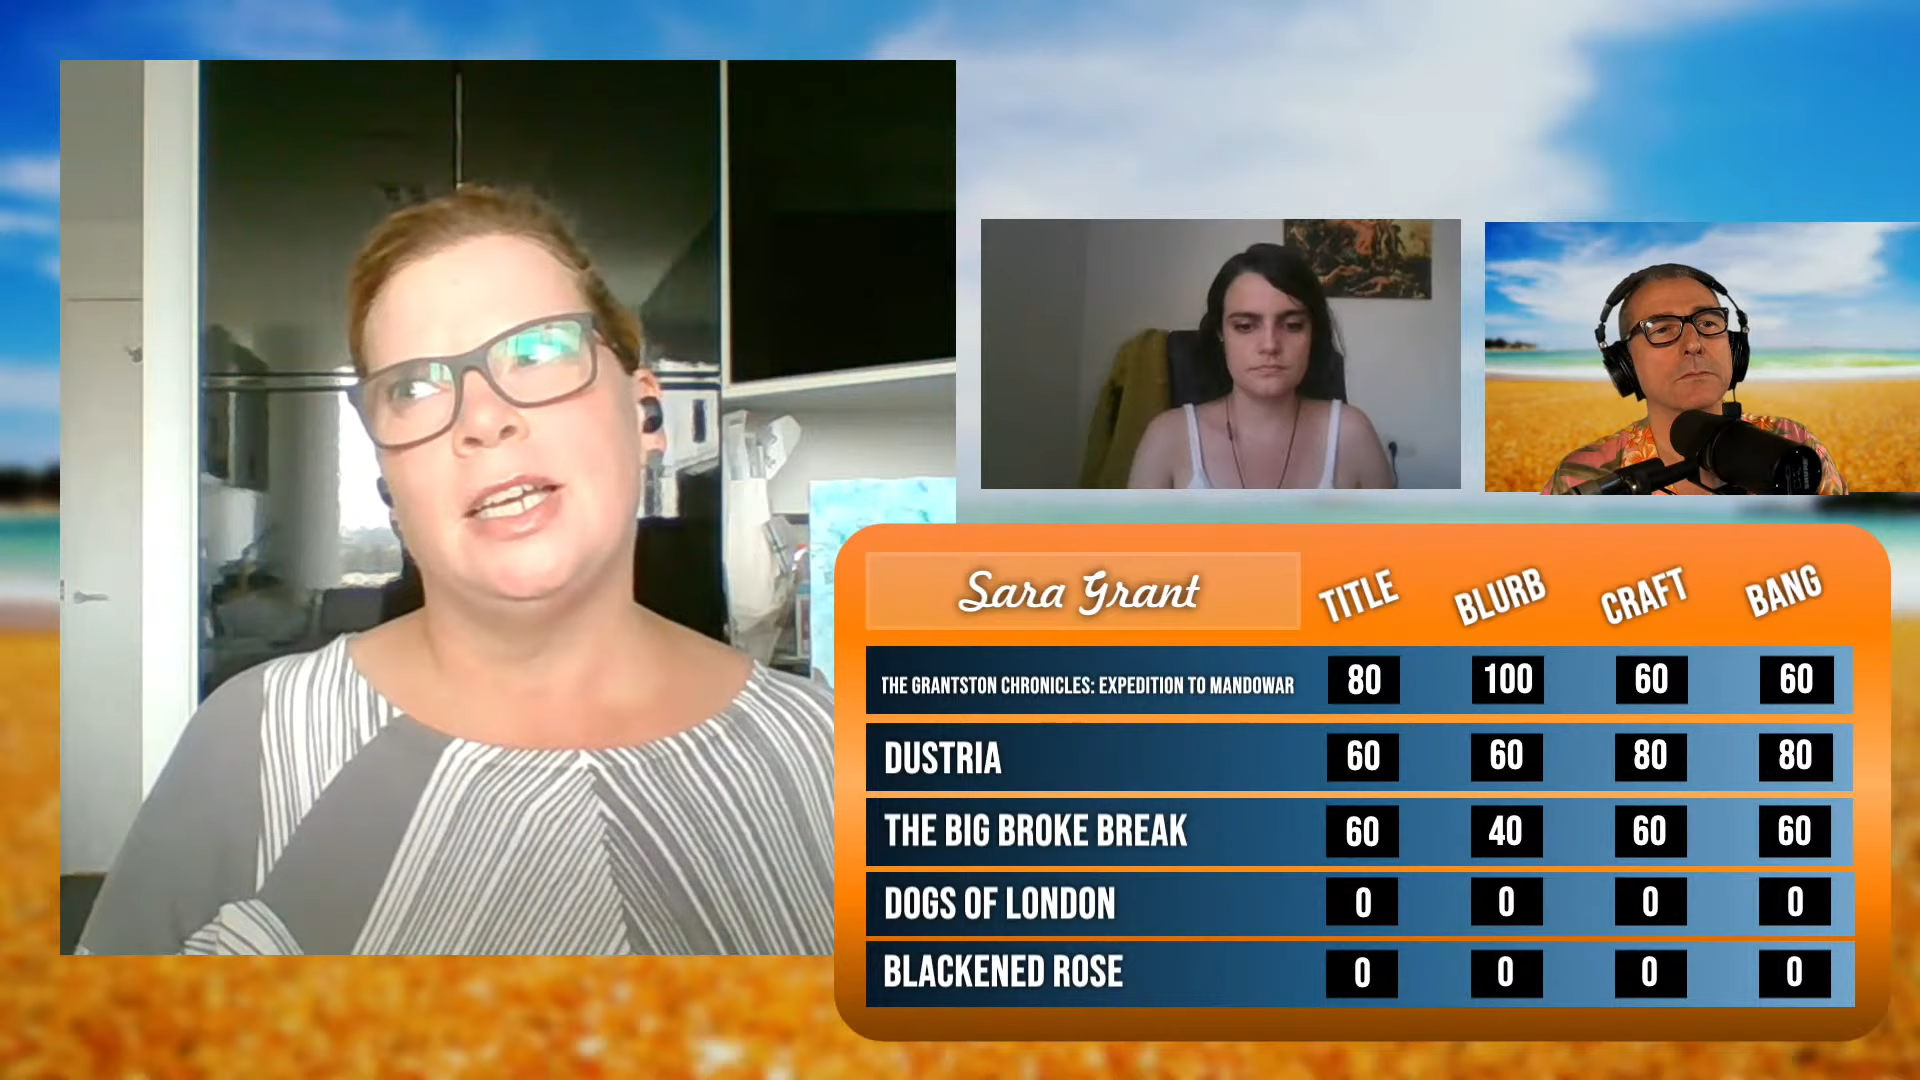 Sara Grant TITLE BLURB CRAFT BANG
THE GRANTSTON CHRONICLES: EXPEDITION TO MANDOWAR 80 100 60 60
DUSTRIA 60 60 80 80
THE BIG BROKE BREAK 60 40 60 60
DOGS OF LONDON 0 0 0 0
BLACKENED ROSE 0 0 0 0